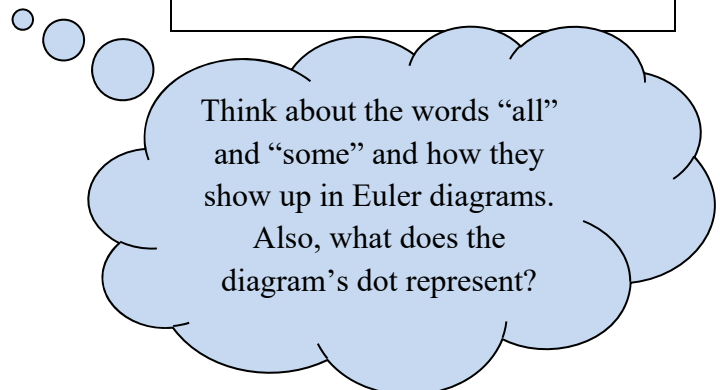 Think about the words “all”
and “some” and how they
show up in Euler diagrams.
Also, what does the
diagram’s dot represent?